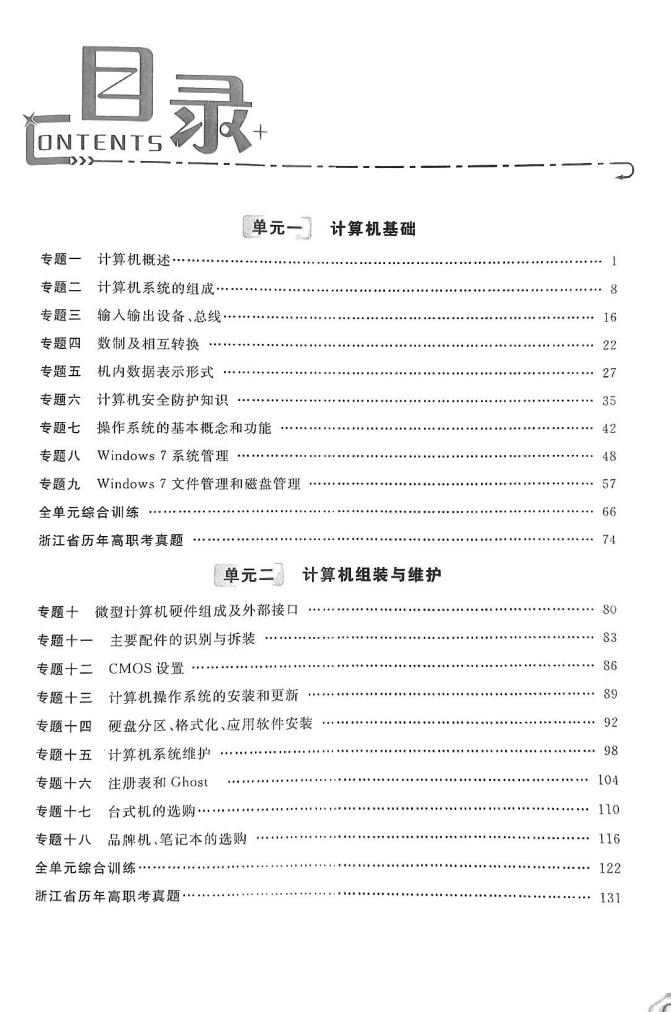 目录
CONTENTS
单元一 计算机基础
专题一 计算机概述 …… 1
专题二 计算机系统的组成 …… 8
专题三 输入输出设备、总线 …… 16
专题四 数制及相互转换 …… 22
专题五 机内数据表示形式 …… 27
专题六 计算机安全防护知识 …… 35
专题七 操作系统的基本概念和功能 …… 42
专题八 Windows 7 系统管理 …… 48
专题九 Windows 7 文件管理和磁盘管理 …… 57
全单元综合训练 …… 66
浙江省历年高职考真题 …… 74
单元二 计算机组装与维护
专题十 微型计算机硬件组成及外部接口 …… 80
专题十一 主要配件的识别与拆装 …… 83
专题十二 CMOS 设置 …… 86
专题十三 计算机操作系统的安装和更新 …… 89
专题十四 硬盘分区、格式化、应用软件安装 …… 92
专题十五 计算机系统维护 …… 98
专题十六 注册表和 Ghost …… 104
专题十七 台式机的选购 …… 110
专题十八 品牌机、笔记本的选购 …… 116
全单元综合训练 …… 122
浙江省历年高职考真题 …… 131